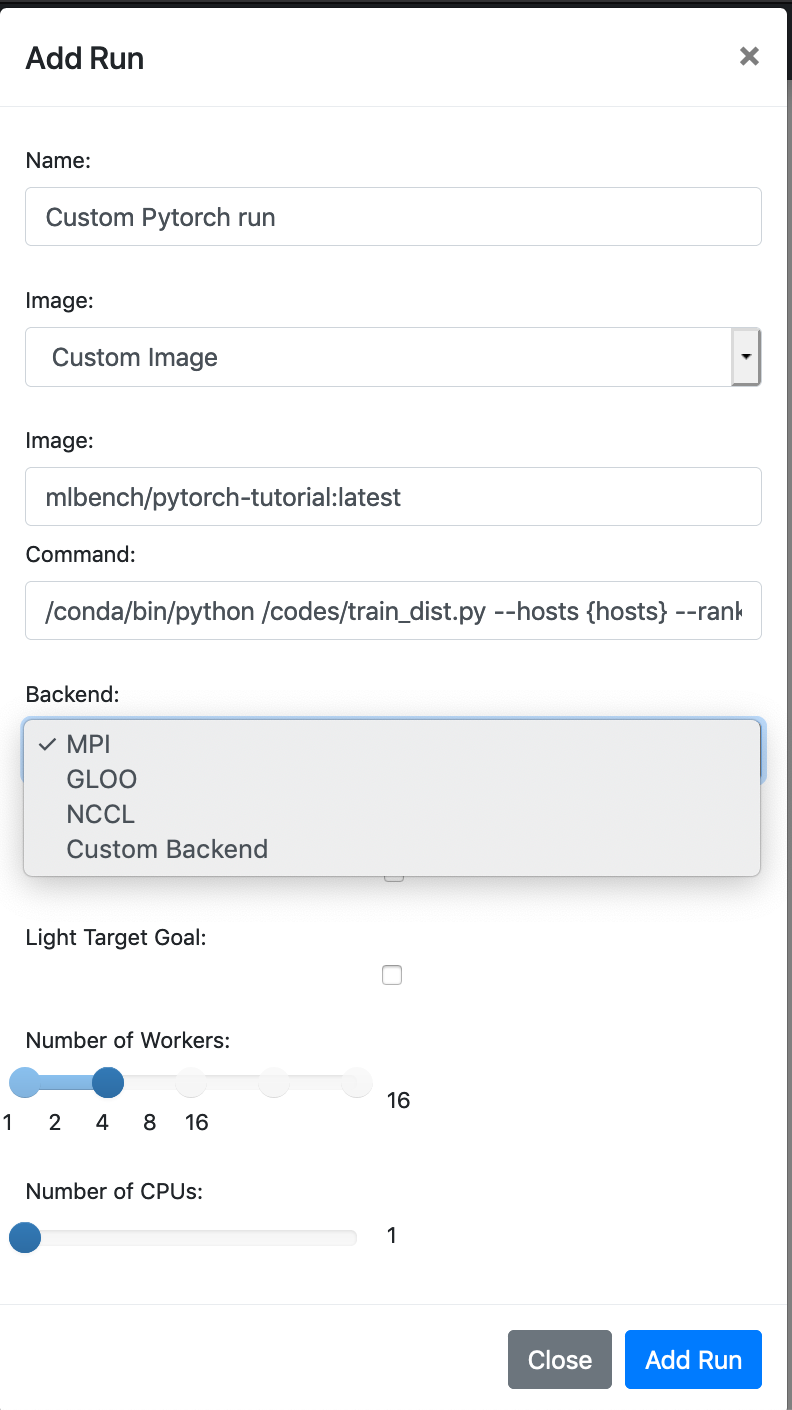 Add Run
×
Name:
Custom Pytorch run
Image:
Custom Image
Image:
mlbench/pytorch-tutorial:latest
Command:
/conda/bin/python /codes/train_dist.py --hosts {hosts} --rank
Backend:
✓ MPI
GLOO
NCCL
Custom Backend
Light Target Goal:
Number of Workers:
16
1 2 4 8 16
Number of CPUs:
1
Close Add Run